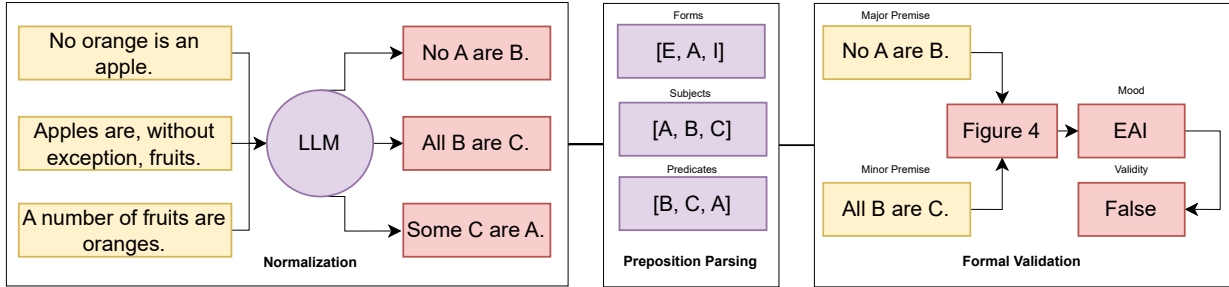 No orange is an
apple.
Apples are, without
exception, fruits.
A number of fruits are
oranges.
LLM
No A are B.
All B are C.
Some C are A.
Normalization
Forms
[E, A, I]
Subjects
[A, B, C]
Predicates
[B, C, A]
Preposition Parsing
Major Premise
No A are B.
Minor Premise
All B are C.
Figure 4
Mood
EAI
Validity
False
Formal Validation